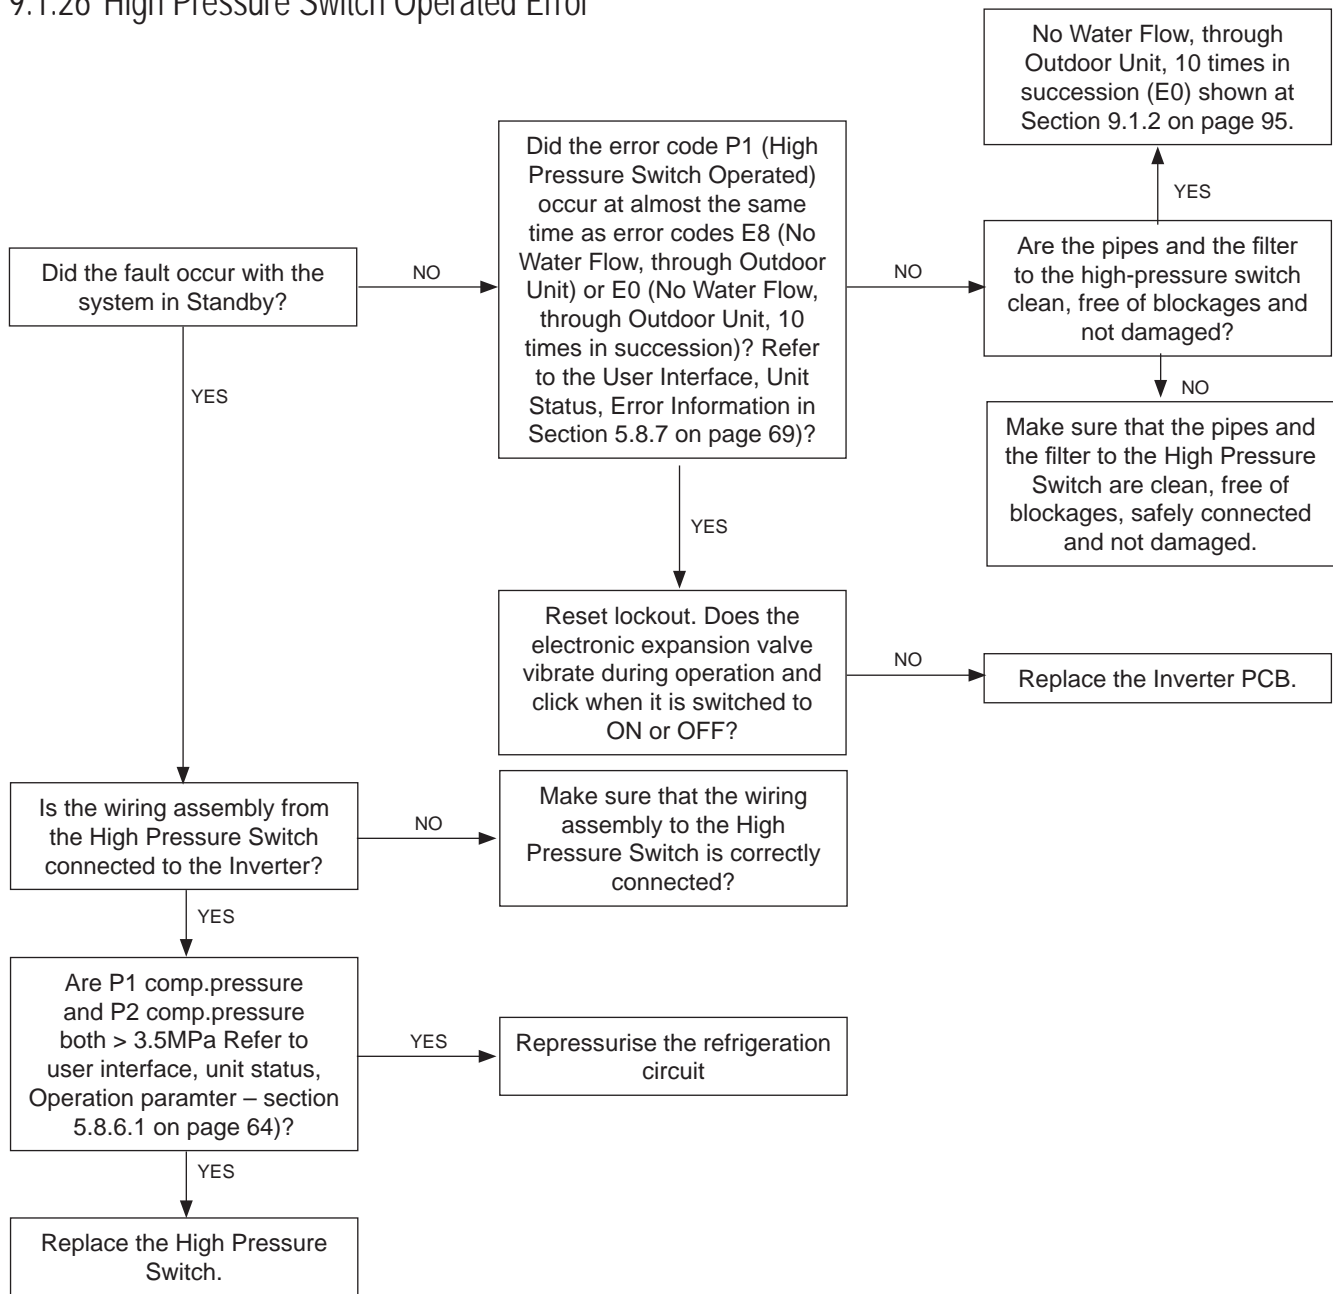 9.1.26 High Pressure Switch Operated Error
No Water Flow, through
Outdoor Unit, 10 times in
succession (E0) shown at
Section 9.1.2 on page 95.
YES
Did the error code P1 (High
Pressure Switch Operated)
occur at almost the same
time as error codes E8 (No
Water Flow, through Outdoor
Unit) or E0 (No Water Flow,
through Outdoor Unit, 10
times in succession)? Refer
to the User Interface, Unit
Status, Error Information in
Section 5.8.7 on page 69)?
Did the fault occur with the
system in Standby?
NO
NO
Are the pipes and the filter
to the high-pressure switch
clean, free of blockages and
not damaged?
NO
YES
Make sure that the pipes and
the filter to the High Pressure
Switch are clean, free of
blockages, safely connected
and not damaged.
YES
Reset lockout. Does the
electronic expansion valve
vibrate during operation and
click when it is switched to
ON or OFF?
NO
Replace the Inverter PCB.
Is the wiring assembly from
the High Pressure Switch
connected to the Inverter?
NO
Make sure that the wiring
assembly to the High
Pressure Switch is correctly
connected?
YES
Are P1 comp.pressure
and P2 comp.pressure
both > 3.5MPa Refer to
user interface, unit status,
Operation paramter – section
5.8.6.1 on page 64)?
YES
Repressurise the refrigeration
circuit
YES
Replace the High Pressure
Switch.